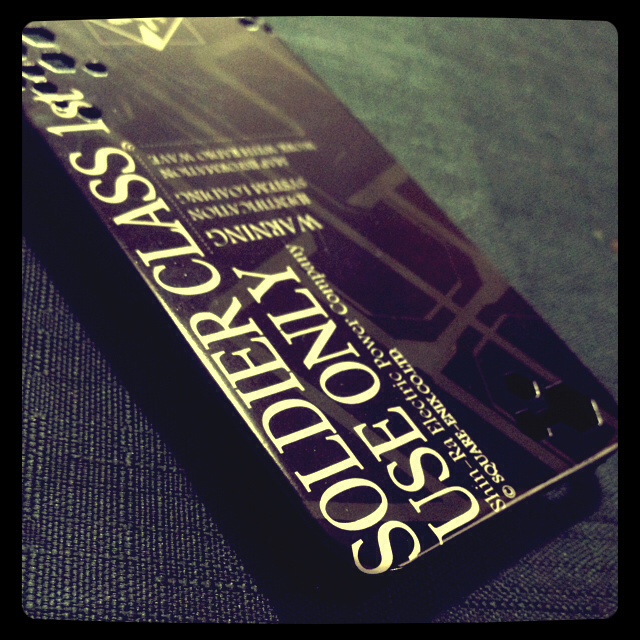 SOLDIER CLASS 1st.
USE ONLY
WARNING
Shin-Ra Electric Power Company
© SQUARE ENIX CO.LTD